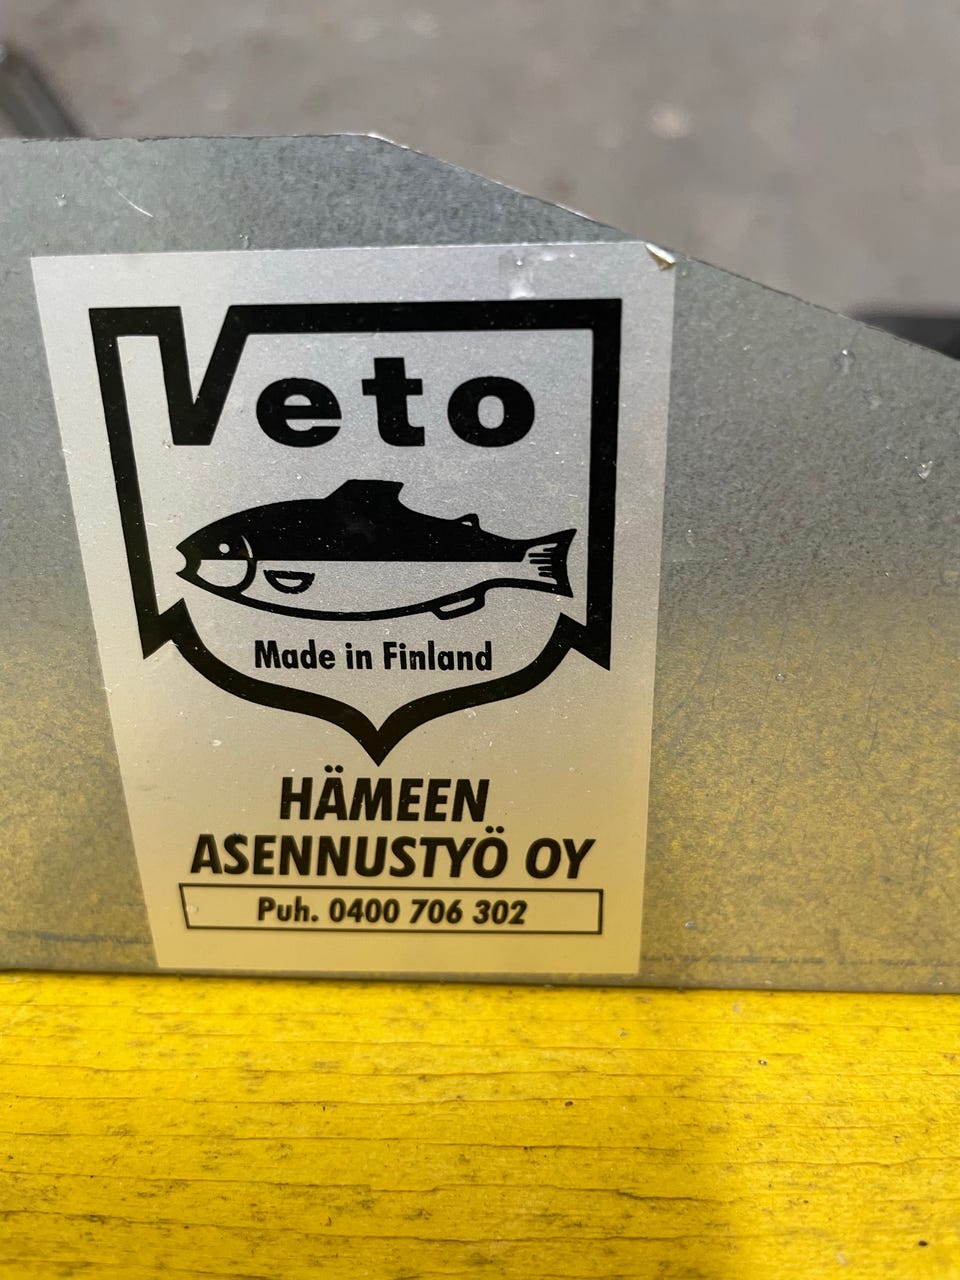 Veto
Made in Finland
HÄMEEN
ASENNUSTYÖ OY
Puh. 0400 706 302